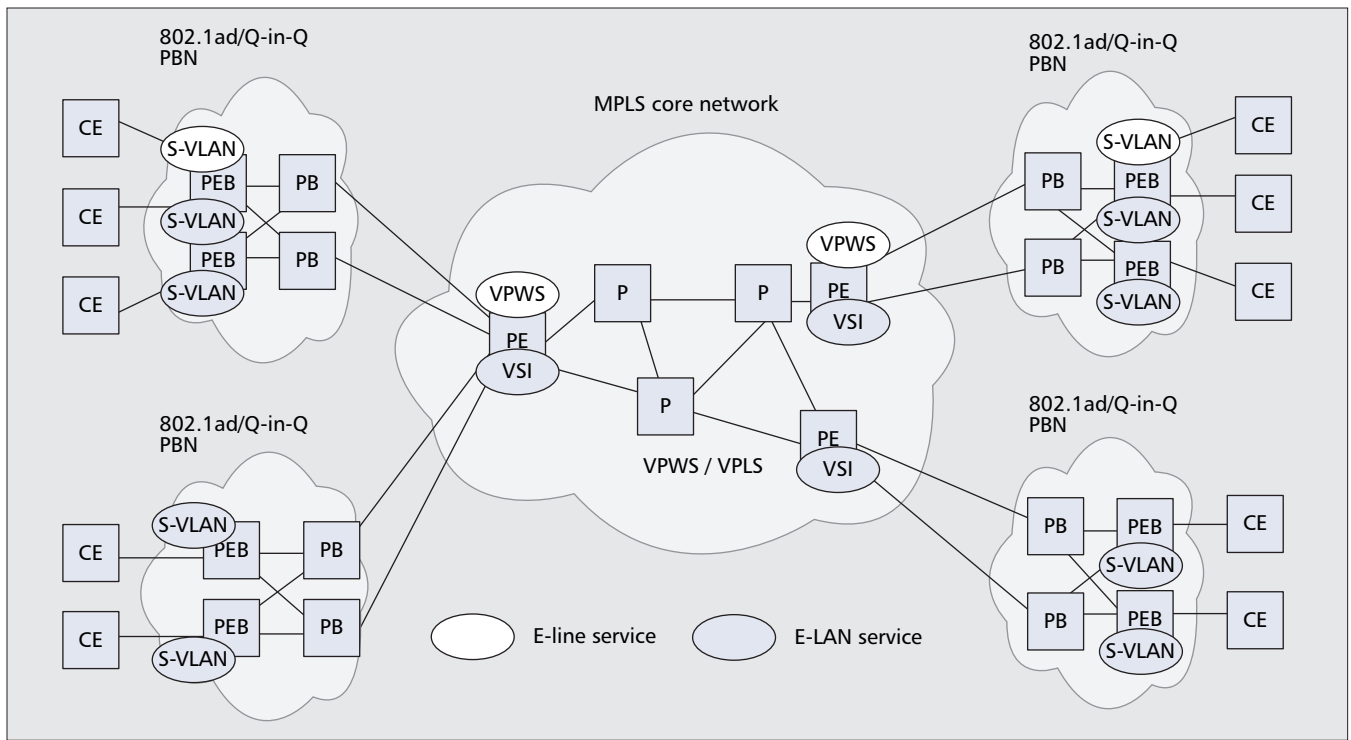 802.1ad/Q-in-Q
PBN
CE
S-VLAN
PEB
PB
CE
S-VLAN
PEB
PB
CE
S-VLAN
MPLS core network
VPWS
PE
VSI
P
P
P
VPWS
PE
VSI
PE
VSI
VPWS / VPLS
802.1ad/Q-in-Q
PBN
PB
S-VLAN
PEB
CE
S-VLAN
CE
PB
PEB
S-VLAN
CE
802.1ad/Q-in-Q
PBN
S-VLAN
CE
PEB
PB
CE
PEB
PB
S-VLAN
802.1ad/Q-in-Q
PBN
PB
PEB
CE
S-VLAN
PB
PEB
CE
S-VLAN
E-line service
E-LAN service